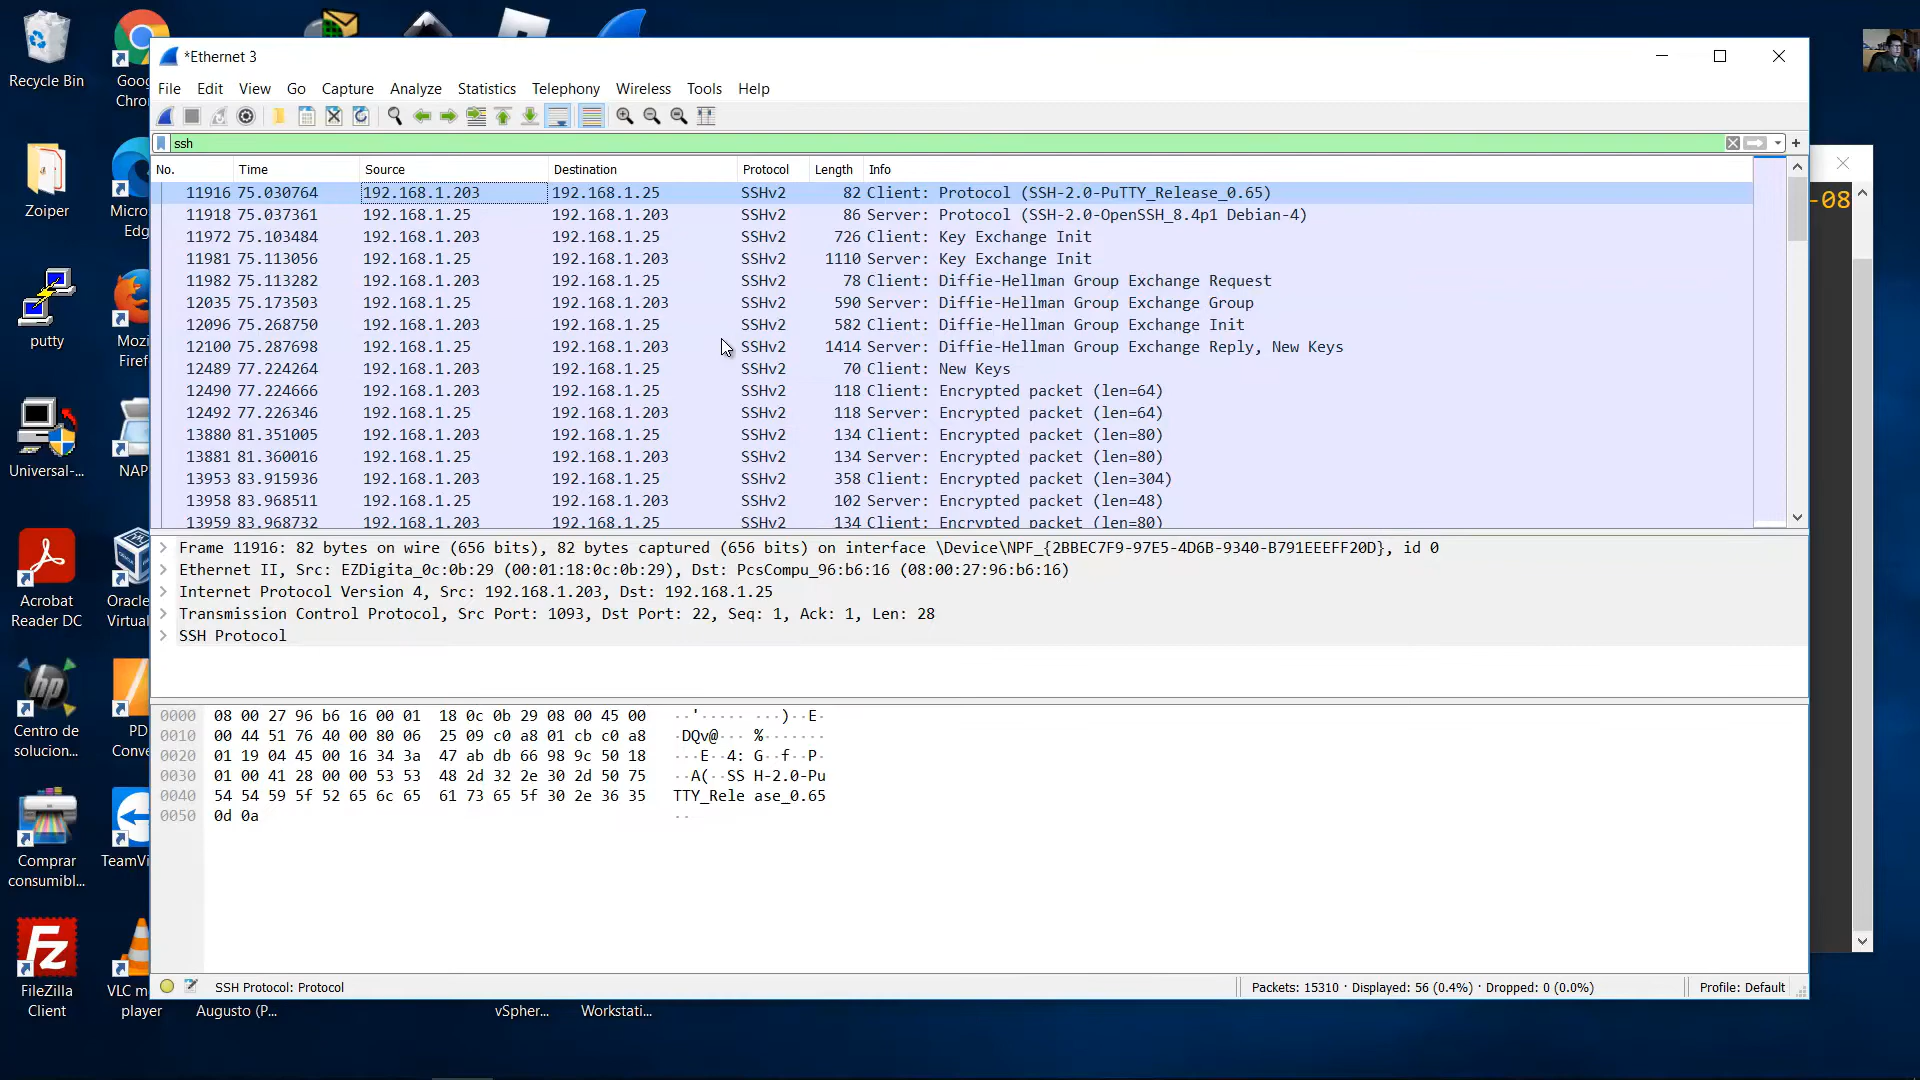 Recycle Bin
Goog
Chro
Zoiper
Micro
Edg
putty
Mozi
Firef
Universal-...
NAP
Acrobat
Reader DC
Oracle
Virtual
Centro de
solucion...
PD
Conve
Comprar
consumibl...
TeamVi
FileZilla
Client
VLC m
player
Augusto (P...
vSpher...
Workstati...
-08
*Ethernet 3
File Edit View Go Capture Analyze Statistics Telephony Wireless Tools Help
ssh
No. Time Source Destination Protocol Length Info
11916 75.030764 192.168.1.203 192.168.1.25 SSHv2 82 Client: Protocol (SSH-2.0-PuTTY_Release_0.65)
11918 75.037361 192.168.1.25 192.168.1.203 SSHv2 86 Server: Protocol (SSH-2.0-OpenSSH_8.4p1 Debian-4)
11972 75.103484 192.168.1.203 192.168.1.25 SSHv2 726 Client: Key Exchange Init
11981 75.113056 192.168.1.25 192.168.1.203 SSHv2 1110 Server: Key Exchange Init
11982 75.113282 192.168.1.203 192.168.1.25 SSHv2 78 Client: Diffie-Hellman Group Exchange Request
12035 75.173503 192.168.1.25 192.168.1.203 SSHv2 590 Server: Diffie-Hellman Group Exchange Group
12096 75.268750 192.168.1.203 192.168.1.25 SSHv2 582 Client: Diffie-Hellman Group Exchange Init
12100 75.287698 192.168.1.25 192.168.1.203 SSHv2 1414 Server: Diffie-Hellman Group Exchange Reply, New Keys
12489 77.224264 192.168.1.203 192.168.1.25 SSHv2 70 Client: New Keys
12490 77.224666 192.168.1.203 192.168.1.25 SSHv2 118 Client: Encrypted packet (len=64)
12492 77.226346 192.168.1.25 192.168.1.203 SSHv2 118 Server: Encrypted packet (len=64)
13880 81.351005 192.168.1.203 192.168.1.25 SSHv2 134 Client: Encrypted packet (len=80)
13881 81.360016 192.168.1.25 192.168.1.203 SSHv2 134 Server: Encrypted packet (len=80)
13953 83.915936 192.168.1.203 192.168.1.25 SSHv2 358 Client: Encrypted packet (len=304)
13958 83.968511 192.168.1.25 192.168.1.203 SSHv2 102 Server: Encrypted packet (len=48)
13959 83.968732 192.168.1.203 192.168.1.25 SSHv2 134 Client: Encrypted packet (len=80)
Frame 11916: 82 bytes on wire (656 bits), 82 bytes captured (656 bits) on interface \Device\NPF_{2BBEC7F9-97E5-4D6B-9340-B791EEEFF20D}, id 0
Ethernet II, Src: EZDigita_0c:0b:29 (00:01:18:0c:0b:29), Dst: PcsCompu_96:b6:16 (08:00:27:96:b6:16)
Internet Protocol Version 4, Src: 192.168.1.203, Dst: 192.168.1.25
Transmission Control Protocol, Src Port: 1093, Dst Port: 22, Seq: 1, Ack: 1, Len: 28
SSH Protocol
0000 08 00 27 96 b6 16 00 01 18 0c 0b 29 08 00 45 00 ··'····· ···)··E·
0010 00 44 51 76 40 00 80 06 25 09 c0 a8 01 cb c0 a8 ·DQv@··· %·······
0020 01 19 04 45 00 16 34 3a 47 ab db 66 98 9c 50 18 ···E··4: G··f··P·
0030 01 00 41 28 00 00 53 53 48 2d 32 2e 30 2d 50 75 ··A(··SS H-2.0-Pu
0040 54 54 59 5f 52 65 6c 65 61 73 65 5f 30 2e 36 35 TTY_Rele ase_0.65
0050 0d 0a ··
SSH Protocol: Protocol
Packets: 15310 · Displayed: 56 (0.4%) · Dropped: 0 (0.0%)
Profile: Default